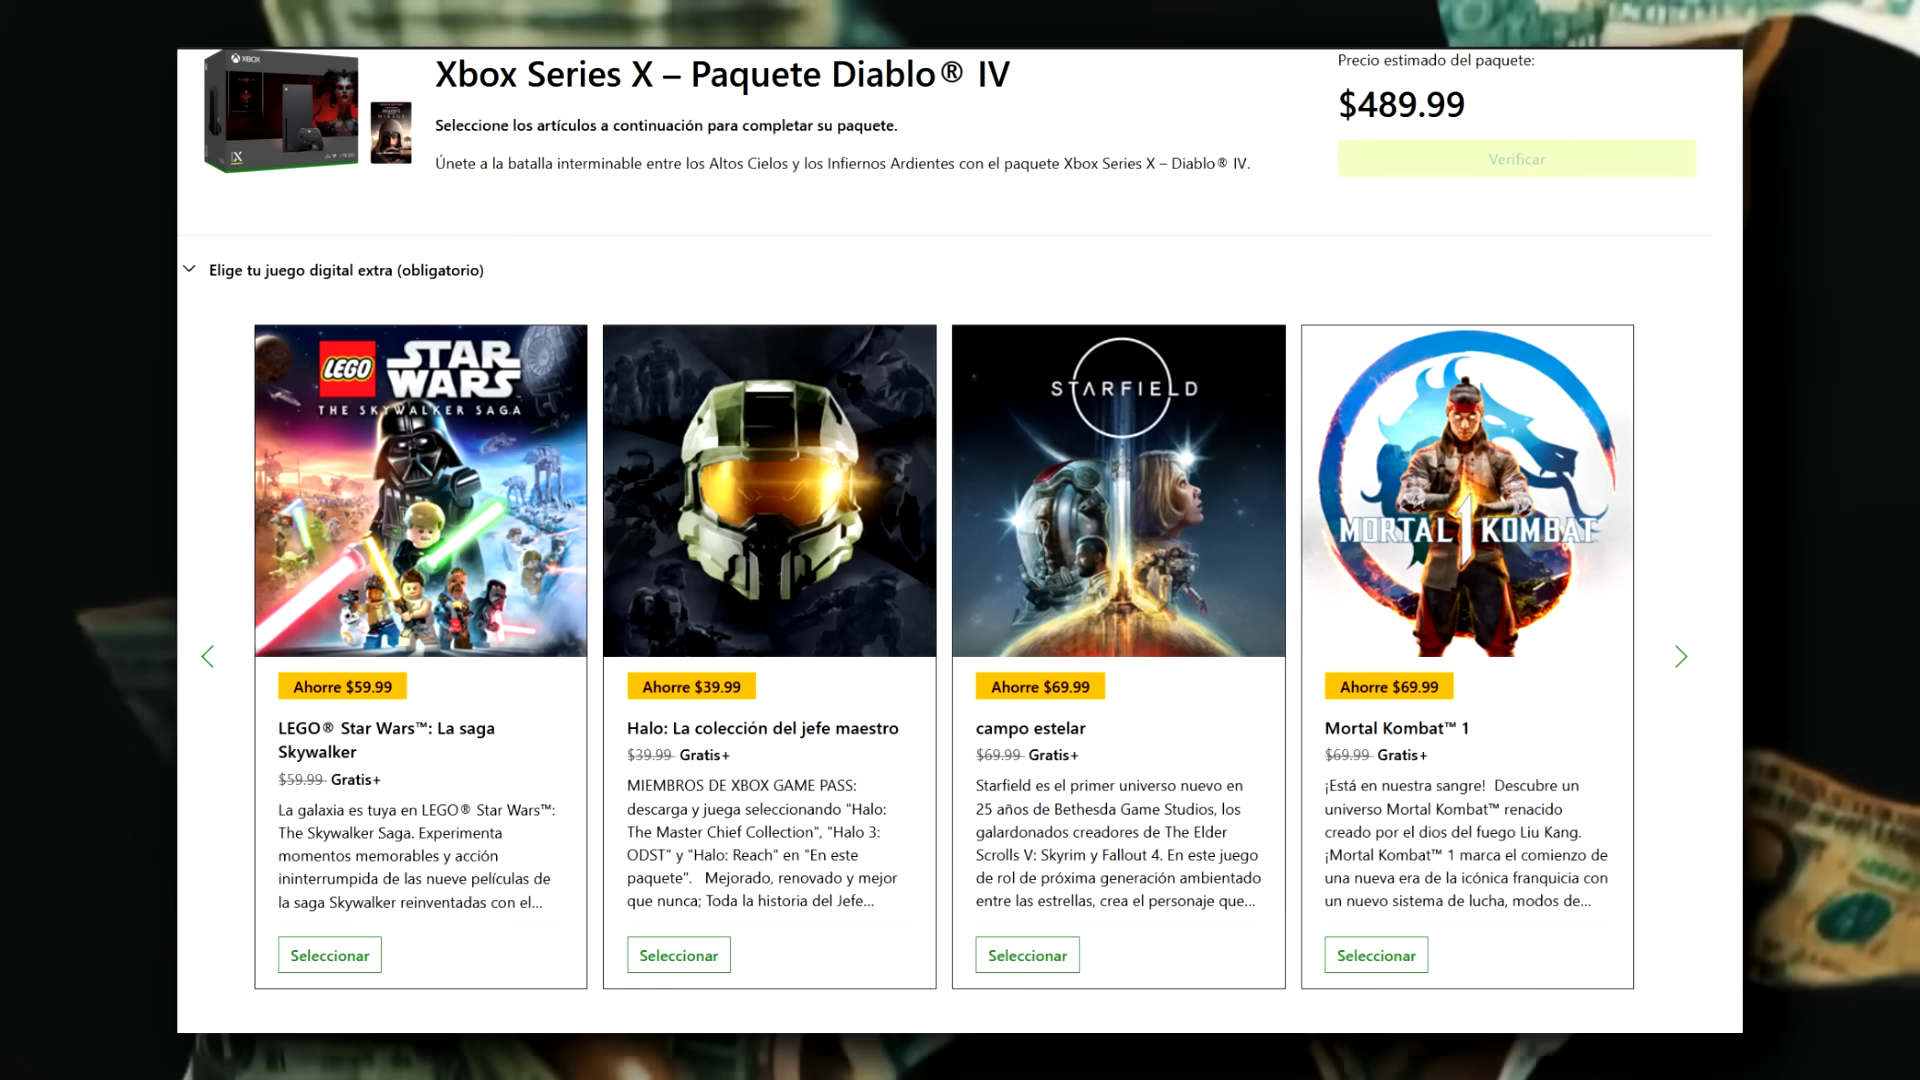 XBOX
Xbox Series X – Paquete Diablo® IV
Seleccione los artículos a continuación para completar su paquete.
Únete a la batalla interminable entre los Altos Cielos y los Infiernos Ardientes con el paquete Xbox Series X – Diablo® IV.
Precio estimado del paquete:
$489.99
Verificar
Elige tu juego digital extra (obligatorio)
LEGO STAR WARS
THE SKYWALKER SAGA
Ahorre $59.99
LEGO® Star Wars™: La saga
Skywalker
$59.99 Gratis+
La galaxia es tuya en LEGO® Star Wars™:
The Skywalker Saga. Experimenta
momentos memorables y acción
ininterrumpida de las nueve películas de
la saga Skywalker reinventadas con el...
Seleccionar
Ahorre $39.99
Halo: La colección del jefe maestro
$39.99 Gratis+
MIEMBROS DE XBOX GAME PASS:
descarga y juega seleccionando "Halo:
The Master Chief Collection", "Halo 3:
ODST" y "Halo: Reach" en "En este
paquete".   Mejorado, renovado y mejor
que nunca; Toda la historia del Jefe...
Seleccionar
STARFIELD
Ahorre $69.99
campo estelar
$69.99 Gratis+
Starfield es el primer universo nuevo en
25 años de Bethesda Game Studios, los
galardonados creadores de The Elder
Scrolls V: Skyrim y Fallout 4. En este juego
de rol de próxima generación ambientado
entre las estrellas, crea el personaje que...
Seleccionar
MORTAL 1 KOMBAT
Ahorre $69.99
Mortal Kombat™ 1
$69.99 Gratis+
¡Está en nuestra sangre!  Descubre un
universo Mortal Kombat™ renacido
creado por el dios del fuego Liu Kang.
¡Mortal Kombat™ 1 marca el comienzo de
una nueva era de la icónica franquicia con
un nuevo sistema de lucha, modos de...
Seleccionar